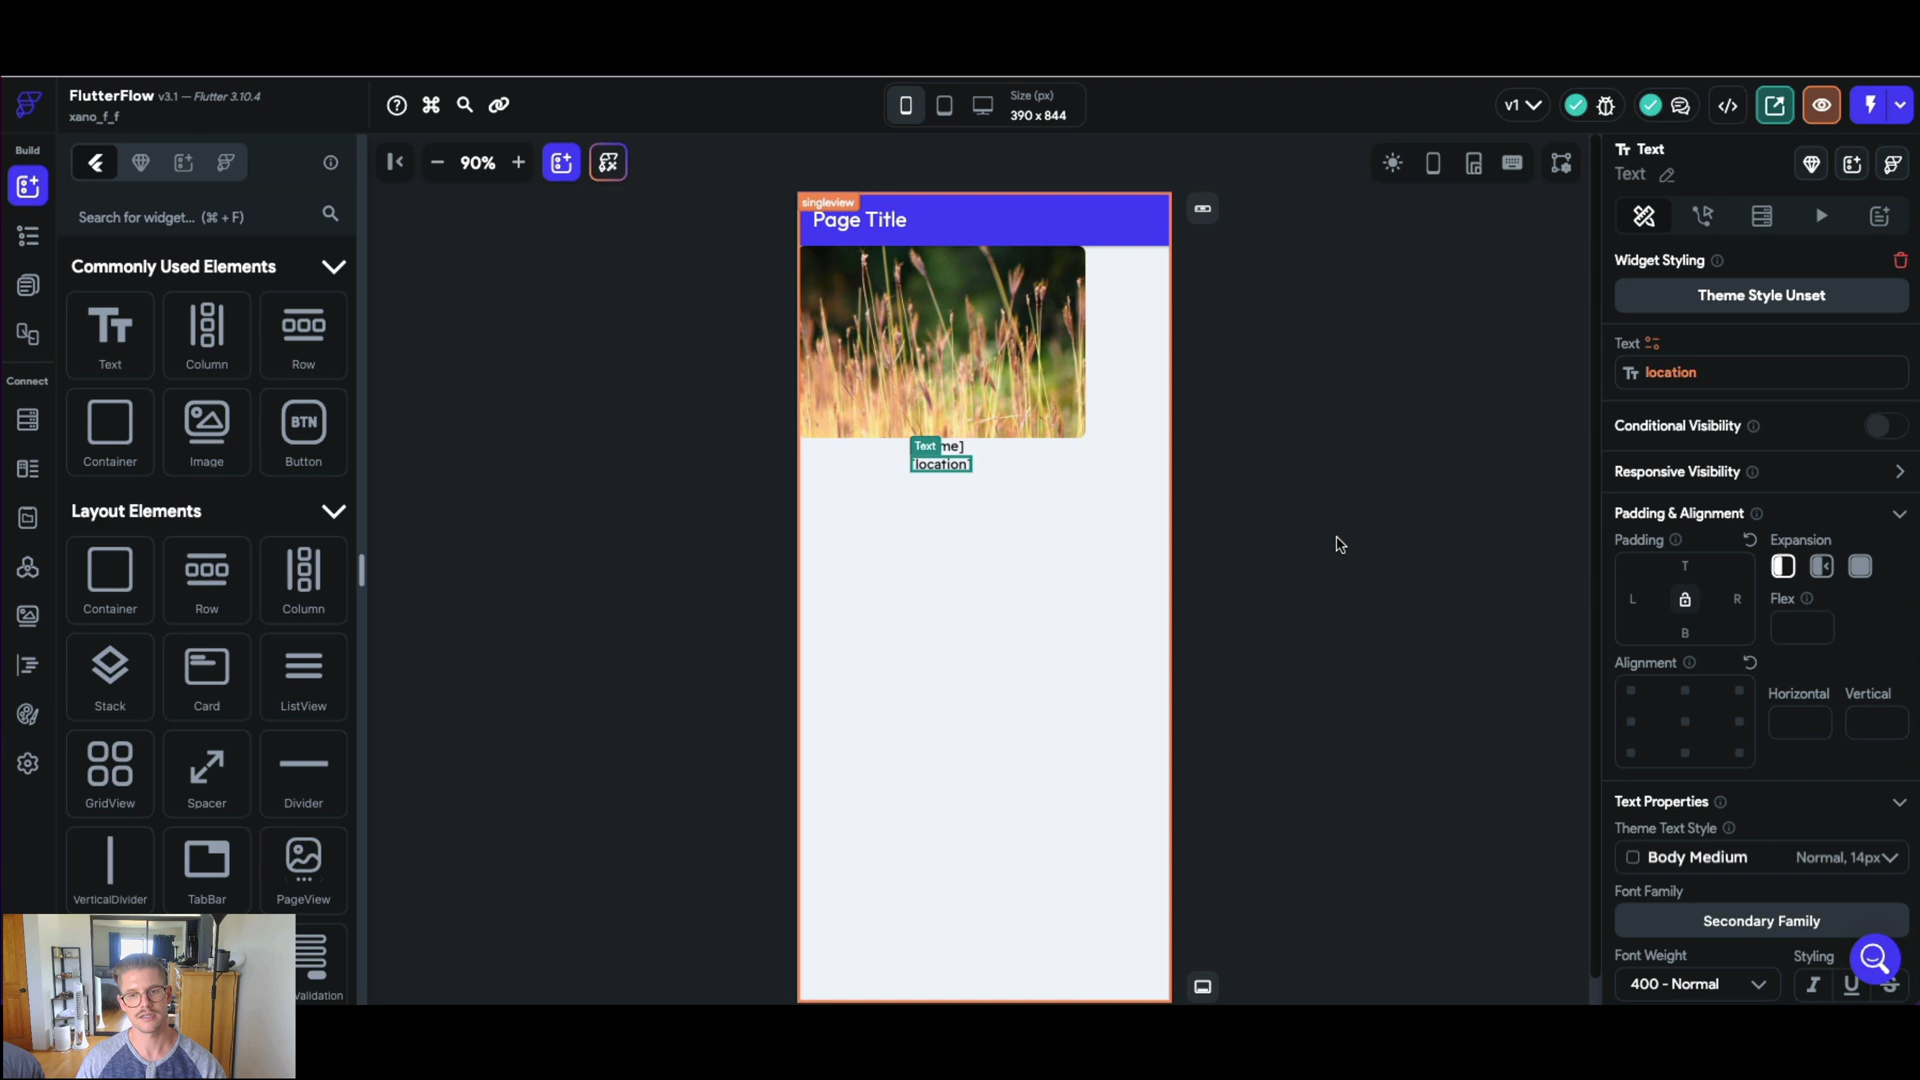 FlutterFlow v3.1 — Flutter 3.10.4
xano_f_f
Size (px)
390 x 844
v1
Build
90%
Search for widget... (⌘ + F)
Commonly Used Elements
Text
Column
Row
Container
Image
BTN
Button
Connect
Layout Elements
Container
Row
Column
Stack
Card
ListView
GridView
Spacer
Divider
VerticalDivider
TabBar
PageView
Validation
singleview
Page Title
Text me]
[location]
Text
Text
Widget Styling
Theme Style Unset
Text
location
Conditional Visibility
Responsive Visibility
Padding & Alignment
Padding
Expansion
T
L
R
B
Flex
Alignment
Horizontal
Vertical
Text Properties
Theme Text Style
Body Medium
Normal, 14px
Font Family
Secondary Family
Font Weight
Styling
400 - Normal